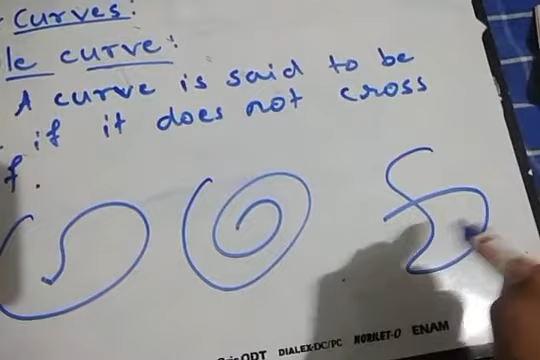 Curves:
le curve:
A curve is said to be
if it does not cross
f.
DIALEX-DC/PC NORILET-O ENAM